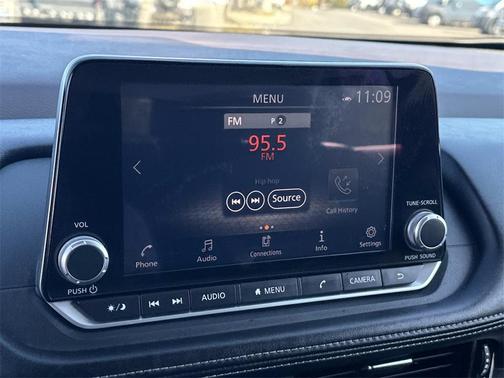 MENU
11:09
FM P 2
95.5
FM
Hip hop
Source
Call History
VOL
TUNE·SCROLL
Phone
Audio
Connections
Info
Settings
PUSH
PUSH SOUND
AUDIO
MENU
CAMERA